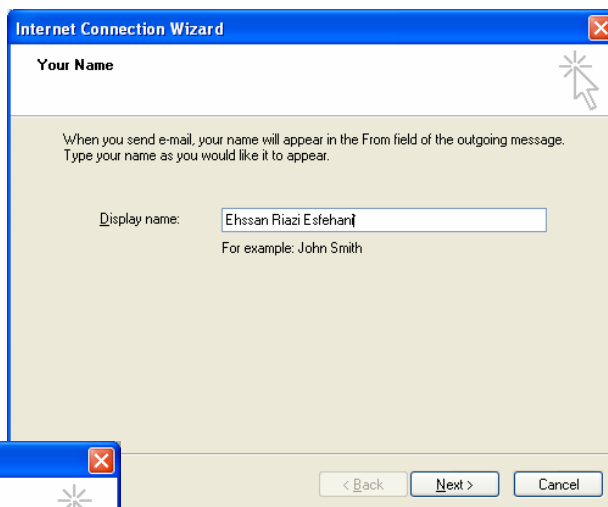 Internet Connection Wizard
Your Name
When you send e-mail, your name will appear in the From field of the outgoing message.
Type your name as you would like it to appear.
Display name: Ehssan Riazi Esfehani
For example: John Smith
< Back Next > Cancel